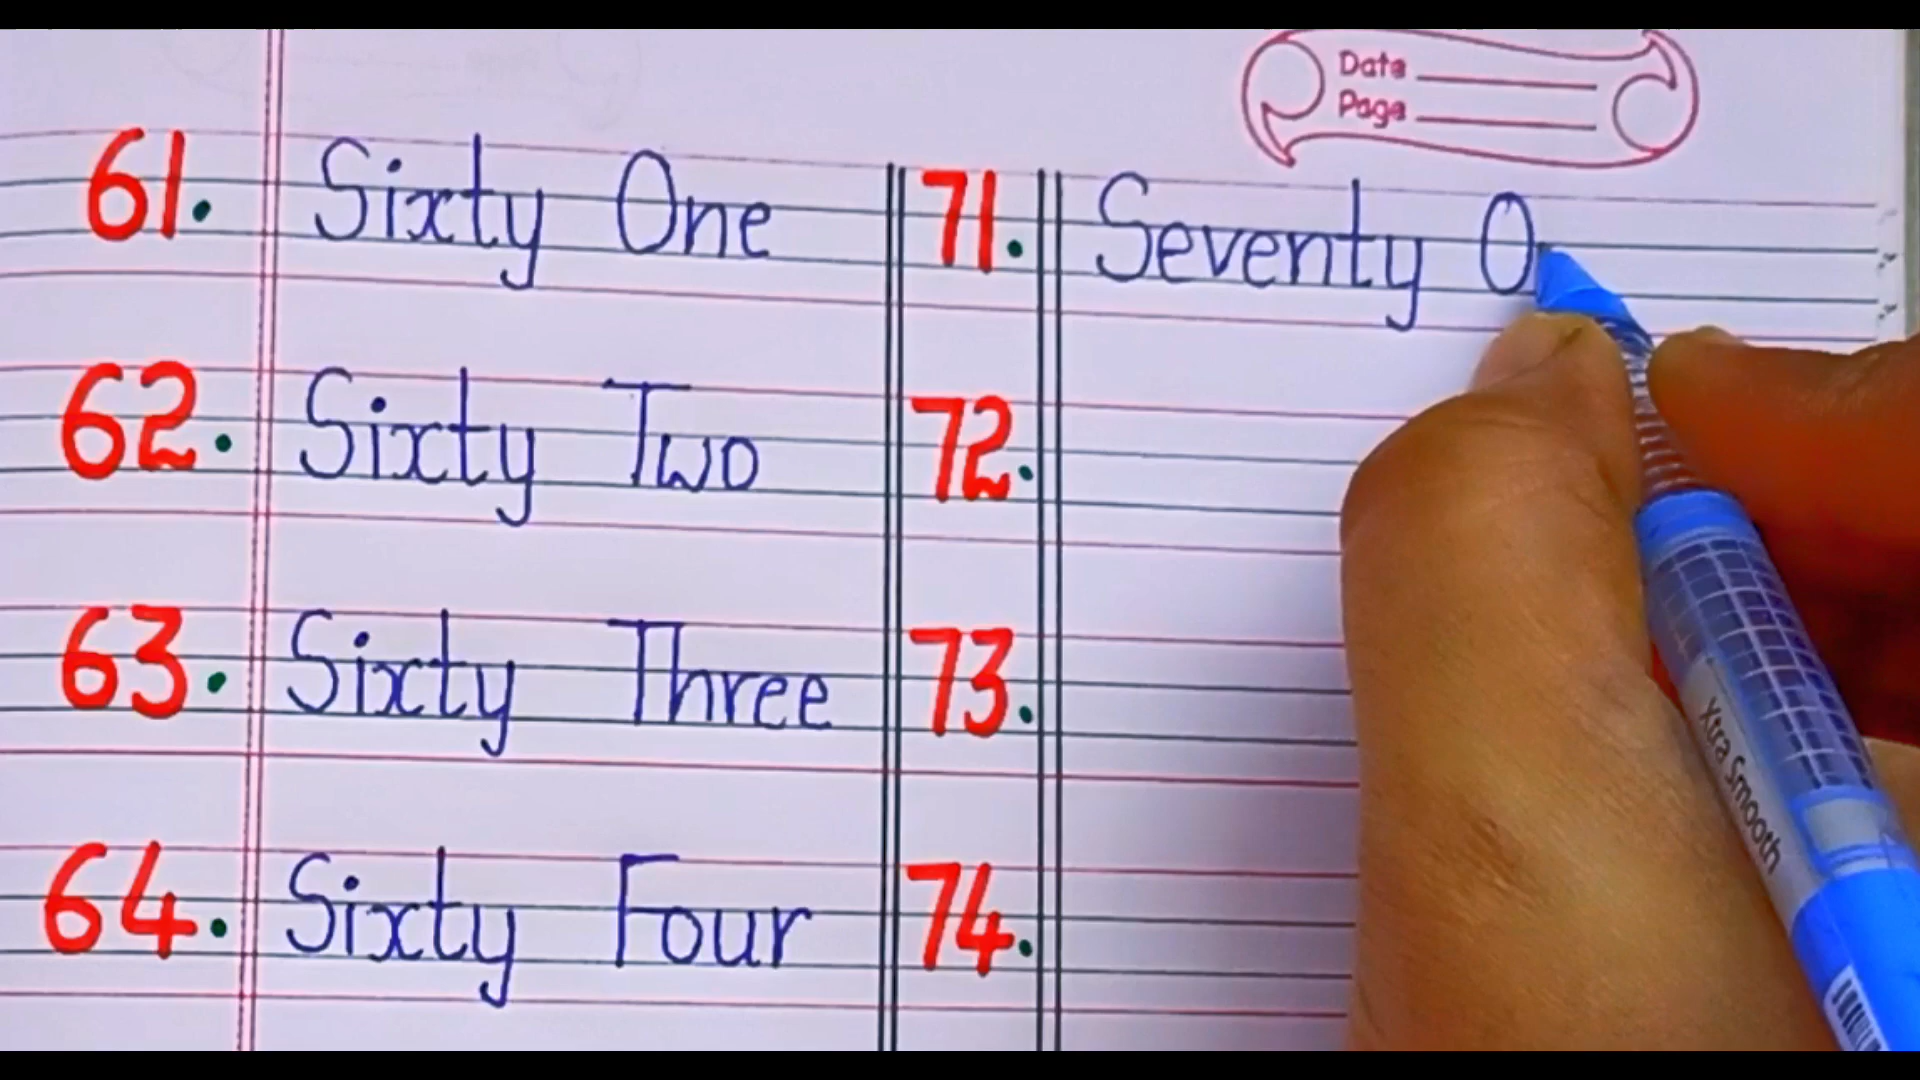 Date
Page
61. Sixty One 71. Seventy O
62. Sixty Two 72.
63. Sixty Three 73.
64. Sixty Four 74.
Xtra Smooth